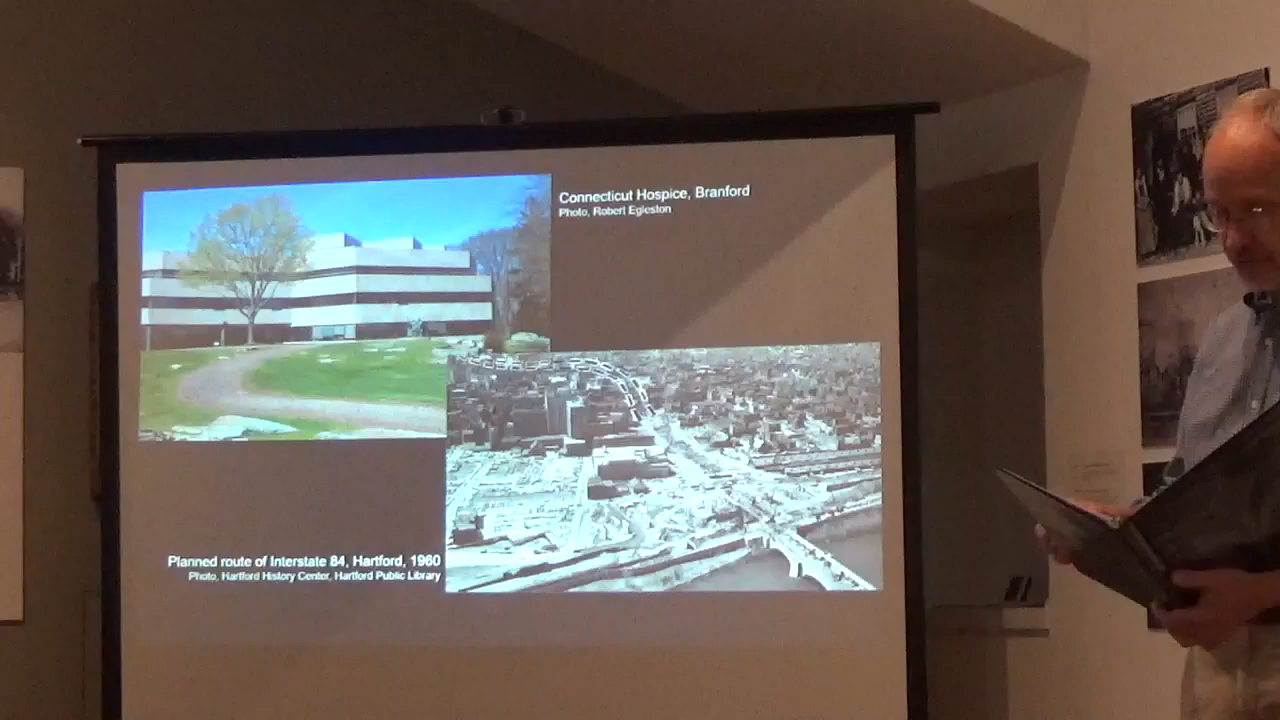 Connecticut Hospice, Branford
Photo, Robert Egleston
Planned route of Interstate 84, Hartford, 1960
Photo, Hartford History Center, Hartford Public Library